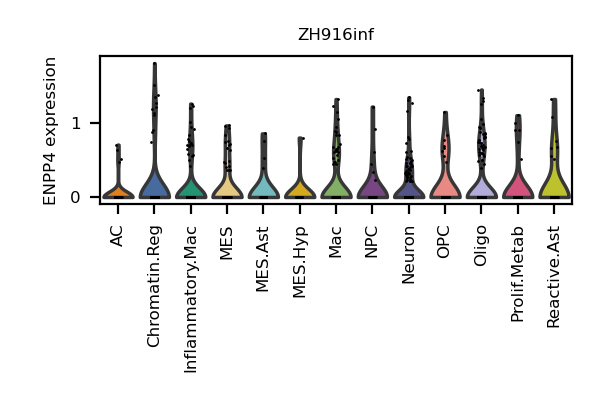 ZH916inf
ENPP4 expression
1
0
AC
Chromatin.Reg
Inflammatory.Mac
MES
MES.Ast
MES.Hyp
Mac
NPC
Neuron
OPC
Oligo
Prolif.Metab
Reactive.Ast